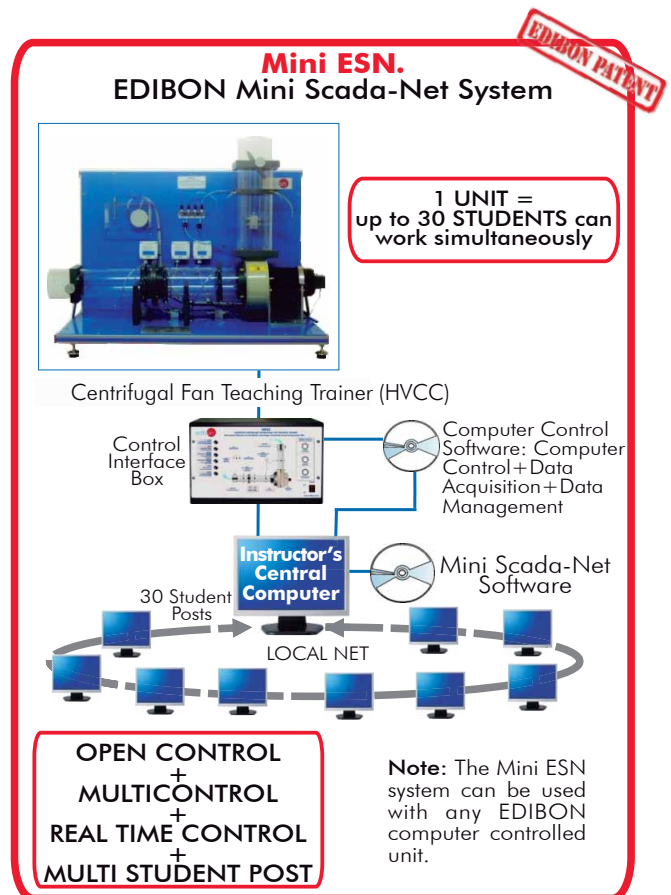 EDIBON PATENT
Mini ESN.
EDIBON Mini Scada-Net System
1 UNIT =
up to 30 STUDENTS can
work simultaneously
Centrifugal Fan Teaching Trainer (HVCC)
Control
Interface
Box
Computer Control
Software: Computer
Control+Data
Acquisition+Data
Management
Instructor's
Central
Computer
Mini Scada-Net
Software
30 Student
Posts
LOCAL NET
OPEN CONTROL
+
MULTICONTROL
+
REAL TIME CONTROL
+
MULTI STUDENT POST
Note: The Mini ESN
system can be used
with any EDIBON
computer controlled
unit.